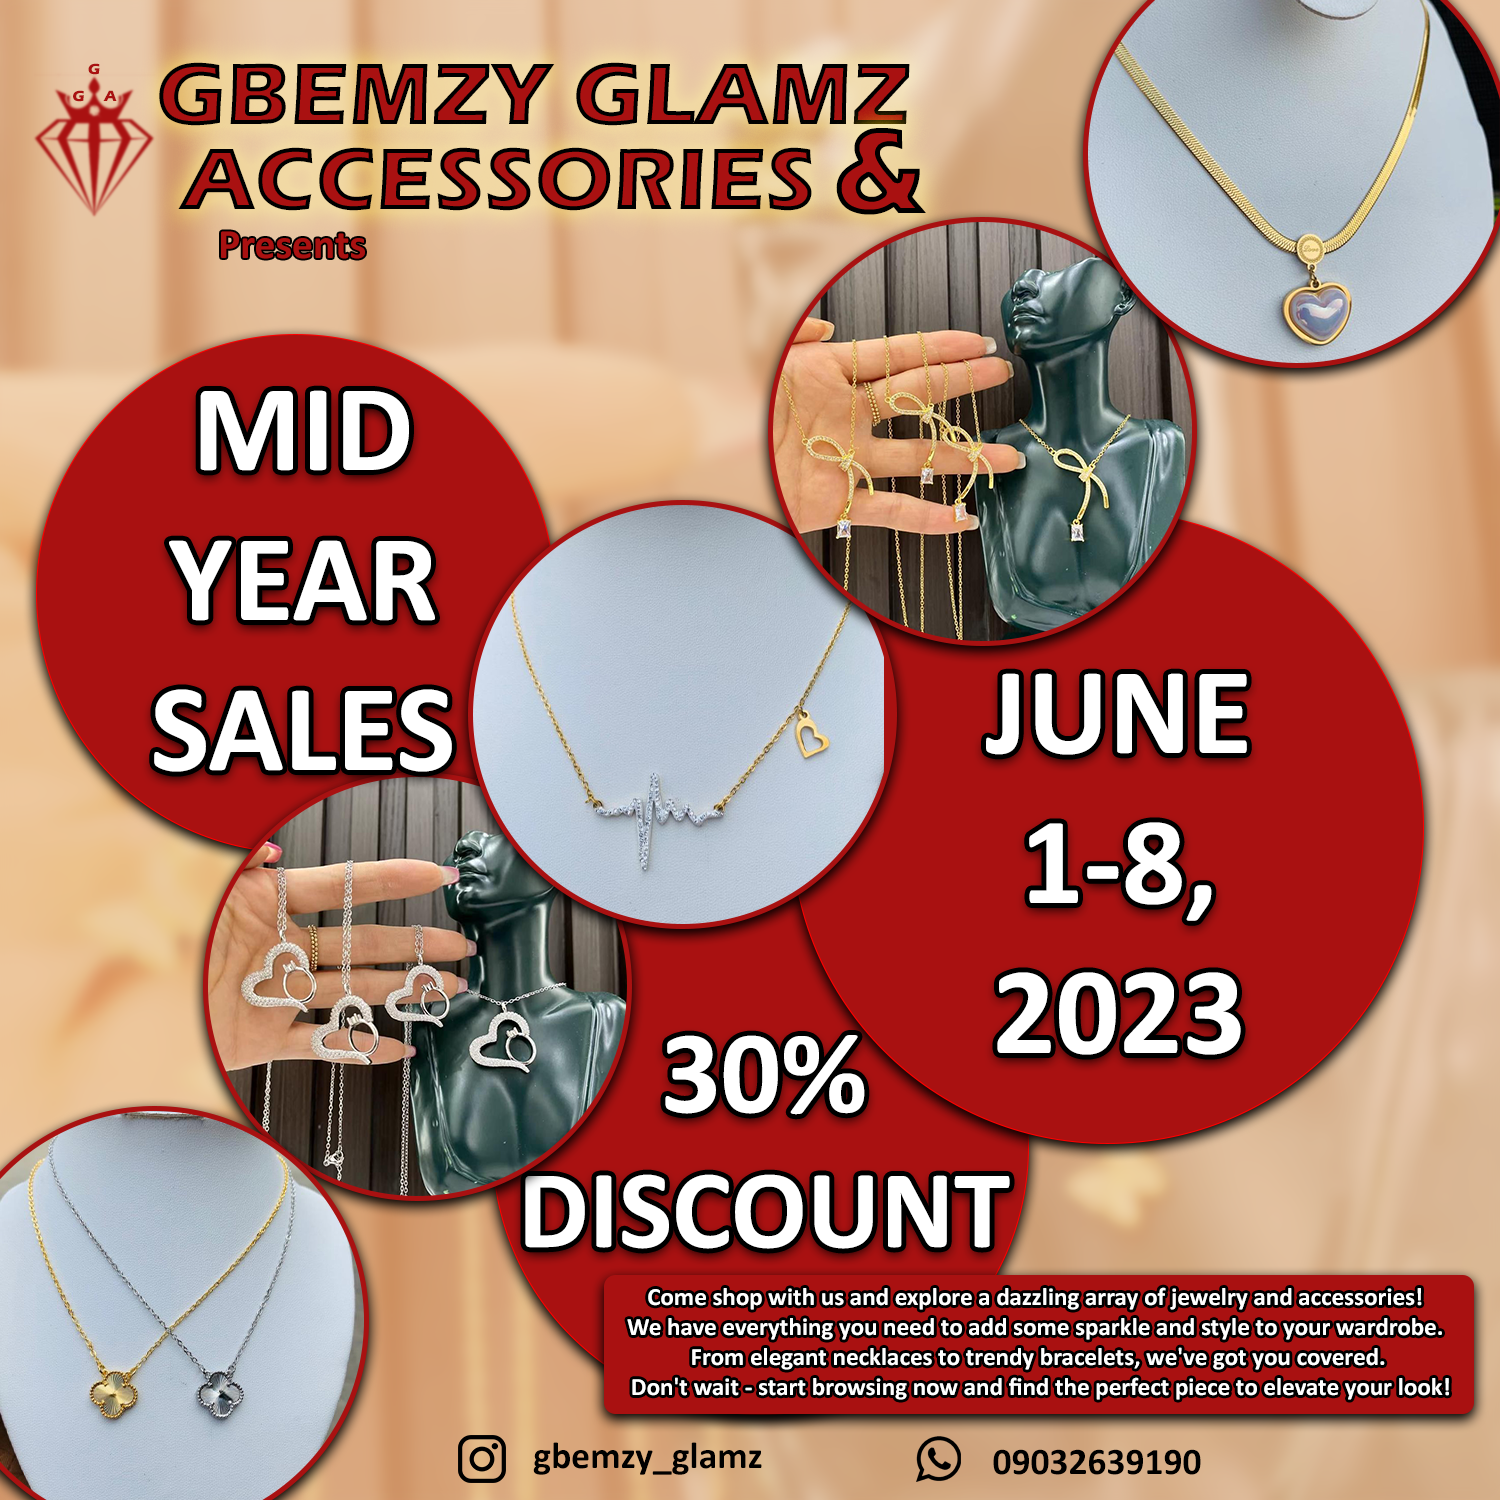 G
G A
GBEMZY GLAMZ
ACCESSORIES &
Presents
MID
YEAR
SALES
JUNE
1-8,
2023
30%
DISCOUNT
Come shop with us and explore a dazzling array of jewelry and accessories!
We have everything you need to add some sparkle and style to your wardrobe.
From elegant necklaces to trendy bracelets, we've got you covered.
Don't wait - start browsing now and find the perfect piece to elevate your look!
gbemzy_glamz
09032639190